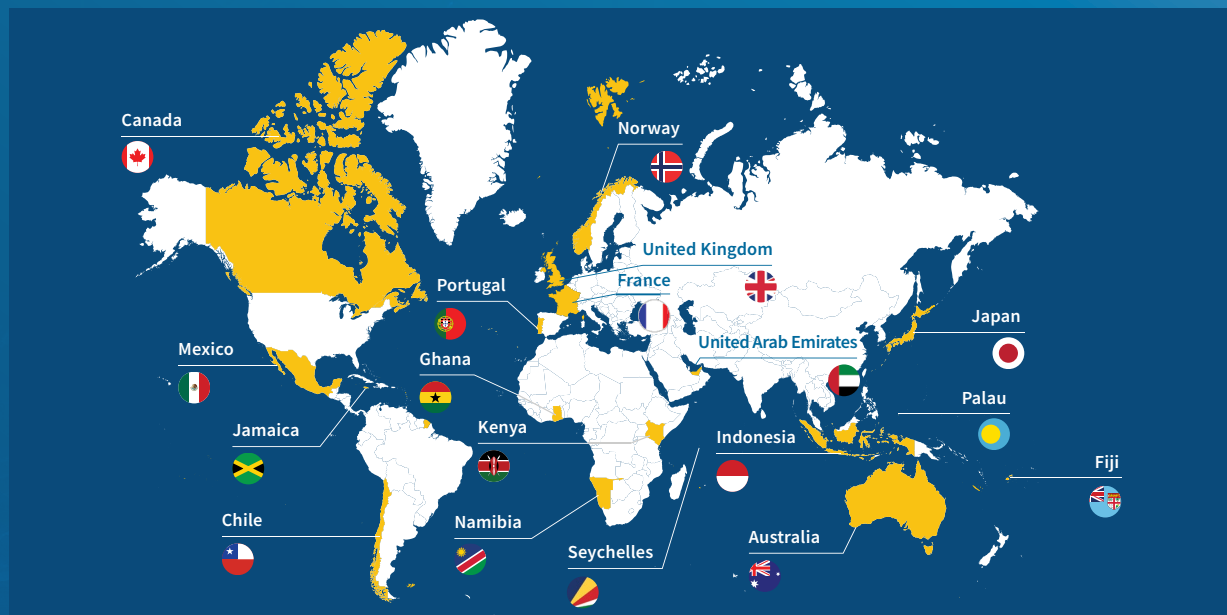 Canada
Norway
United Kingdom
France
Portugal
Japan
United Arab Emirates
Mexico
Ghana
Palau
Jamaica
Kenya
Indonesia
Fiji
Chile
Namibia
Australia
Seychelles